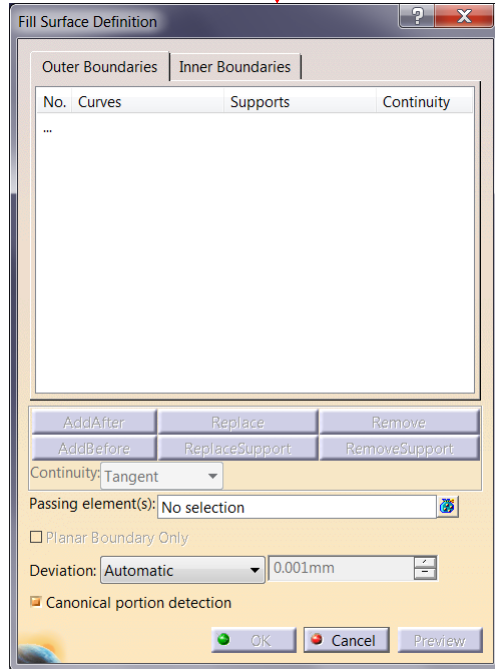 Fill Surface Definition ? X
Outer Boundaries Inner Boundaries
No. Curves Supports Continuity
...
AddAfter Replace Remove
AddBefore ReplaceSupport RemoveSupport
Continuity: Tangent
Passing element(s): No selection
Planar Boundary Only
Deviation: Automatic 0.001mm
Canonical portion detection
OK Cancel Preview